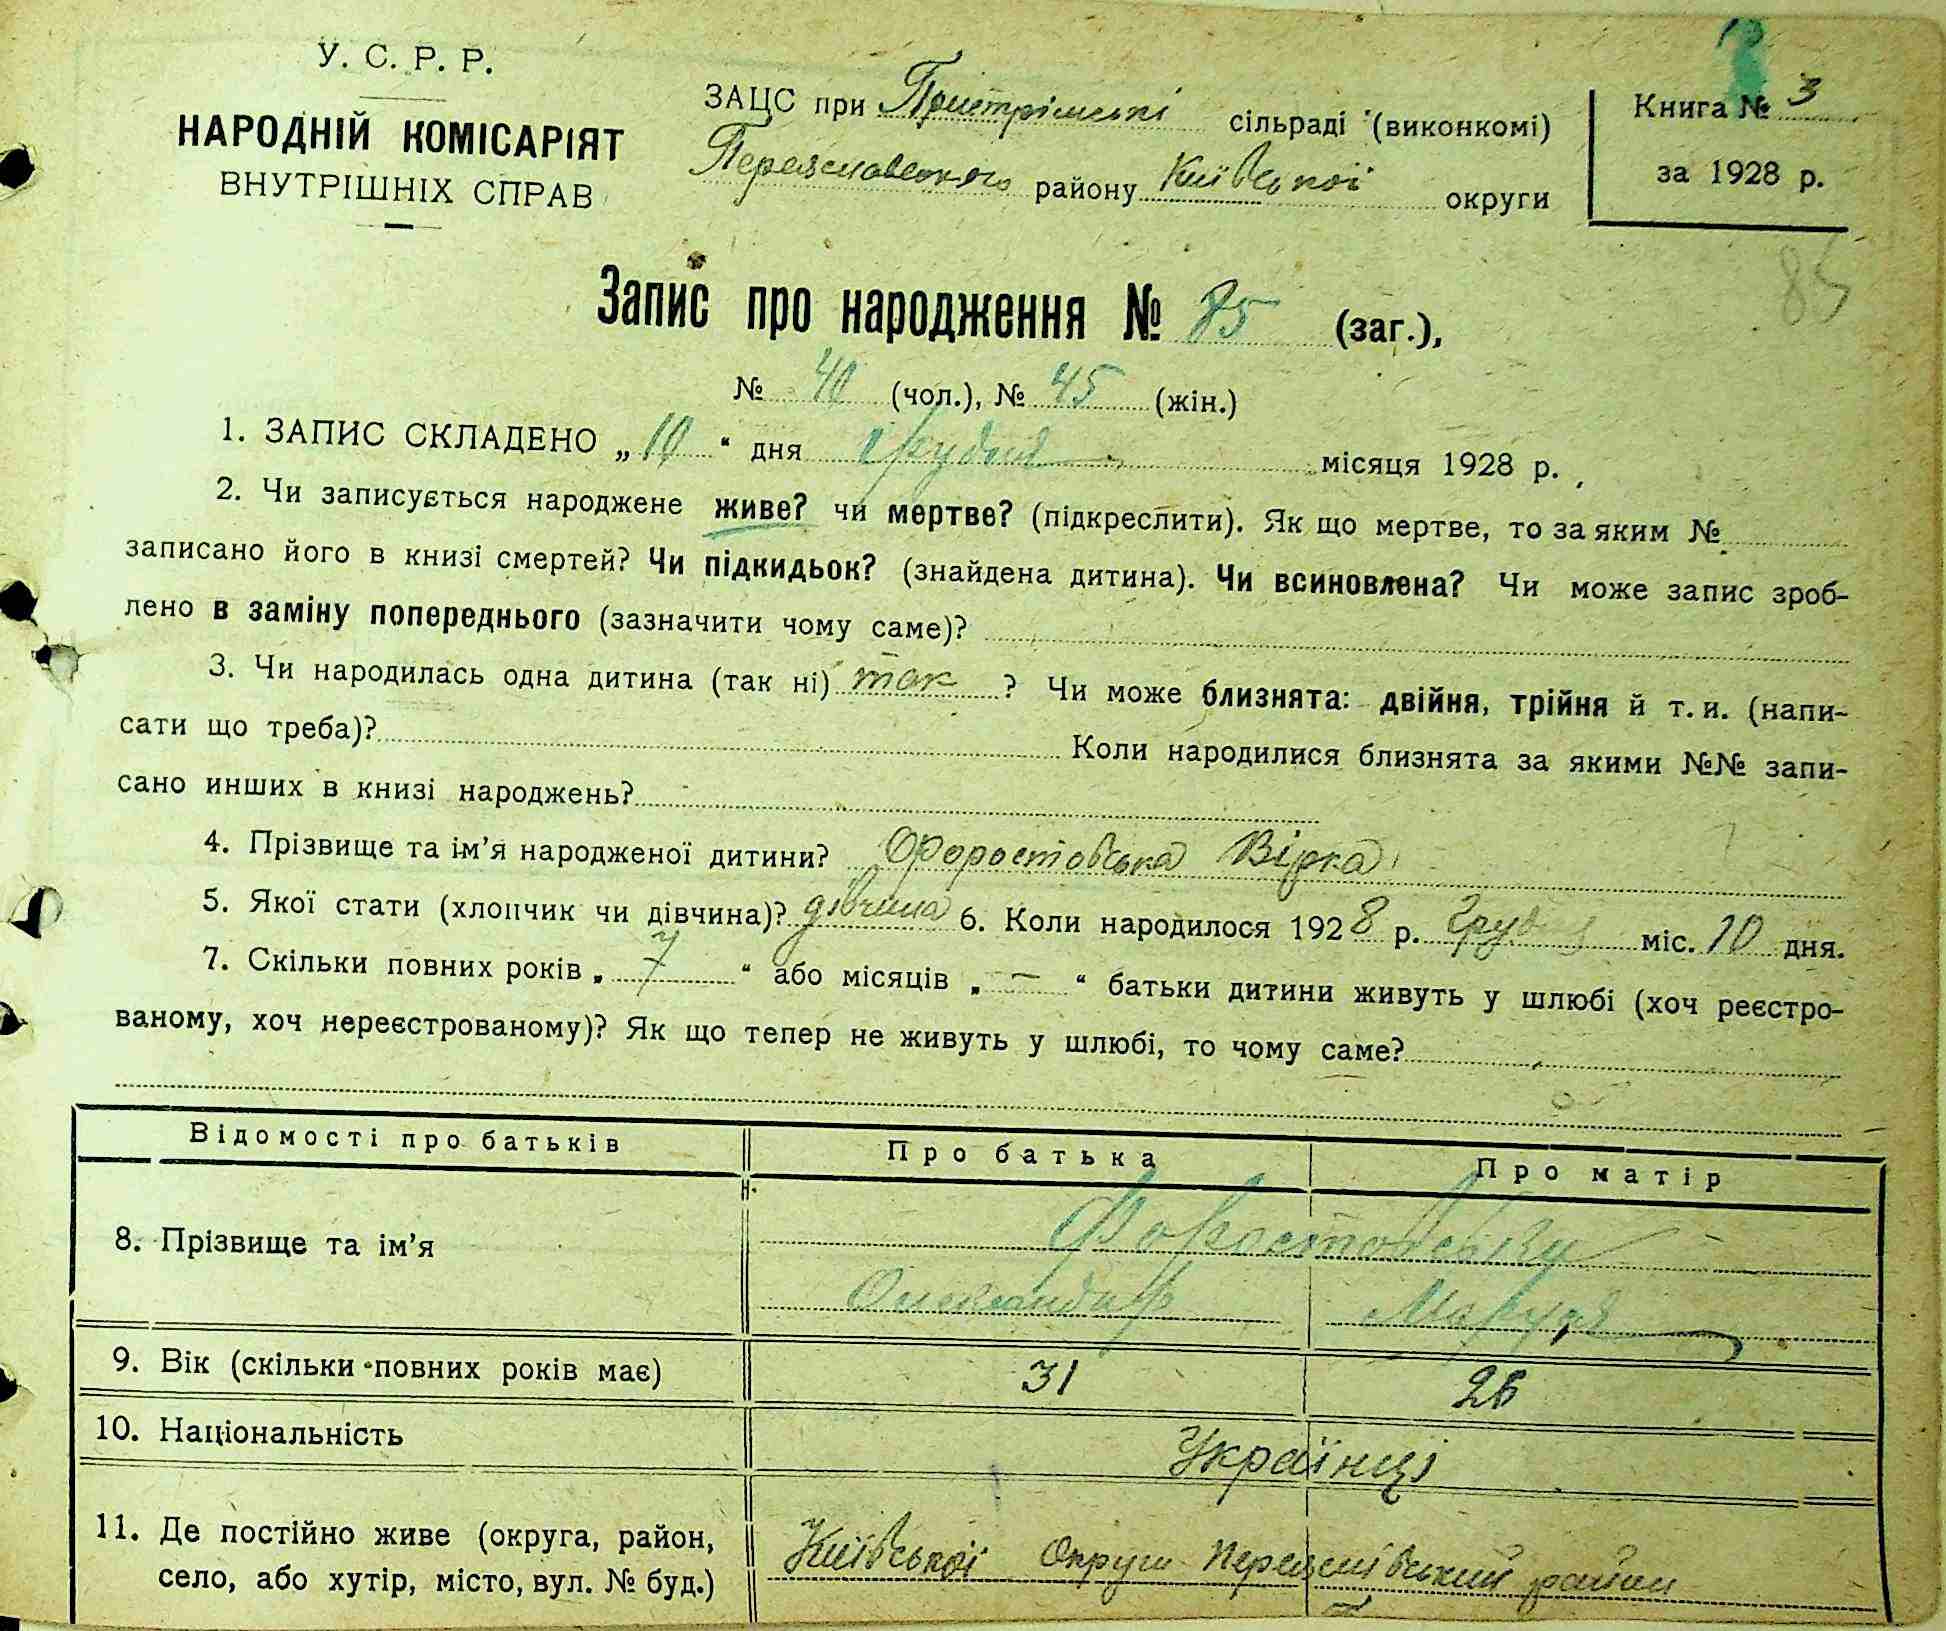 У. С. Р. Р.
НАРОДНІЙ КОМІСАРІЯТ
ВНУТРІШНІХ СПРАВ
ЗАЦС при Пристрімській сільраді (виконкомі)
Переяславського району Київської округи
Книга № 3
за 1928 р.
85
Запис про народження № 85 (заг.),
№ 40 (чол.), № 45 (жін.)
1. ЗАПИС СКЛАДЕНО „10“ дня Грудня місяця 1928 р.
2. Чи записується народжене живе? чи мертве? (підкреслити). Як що мертве, то за яким №
записано його в книзі смертей? Чи підкидьок? (знайдена дитина). Чи всиновлена? Чи може запис зроб-
лено в заміну попереднього (зазначити чому саме)?
3. Чи народилась одна дитина (так ні) так ? Чи може близнята: двійня, трійня й т. и. (напи-
сати що треба)? Коли народилися близнята за якими №№ запи-
сано инших в книзі народжень?
4. Прізвище та ім’я народженої дитини? Форостовська Вірка
5. Якої стати (хлопчик чи дівчина)? дівчина 6. Коли народилося 1928 р. Грудня міс. 10 дня.
7. Скільки повних років „ 7 “ або місяців „ — “ батьки дитини живуть у шлюбі (хоч реєстро-
ваному, хоч нереєстрованому)? Як що тепер не живуть у шлюбі, то чому саме?
Відомості про батьків Про батька Про матір
8. Прізвище та ім’я Форостовські
Олександр Маруся
9. Вік (скільки повних років має) 31 26
10. Національність Українці
11. Де постійно живе (округа, район,
село, або хутір, місто, вул. № буд.) Київської Округи Переяслівський район